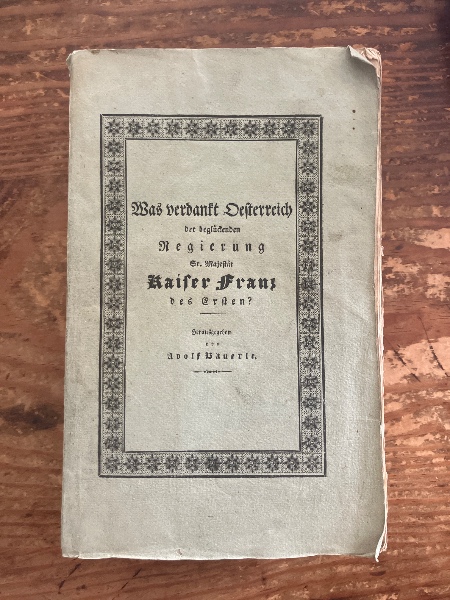 Was verdankt Oesterreich
der beglückenden
Regierung
Sr. Majestät
Kaiser Franz
des Ersten?
Herausgegeben
von
Adolf Bäuerle.